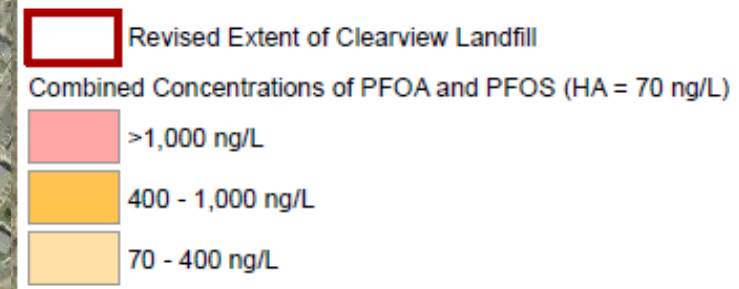 Revised Extent of Clearview Landfill
Combined Concentrations of PFOA and PFOS (HA = 70 ng/L)
>1,000 ng/L
400 - 1,000 ng/L
70 - 400 ng/L